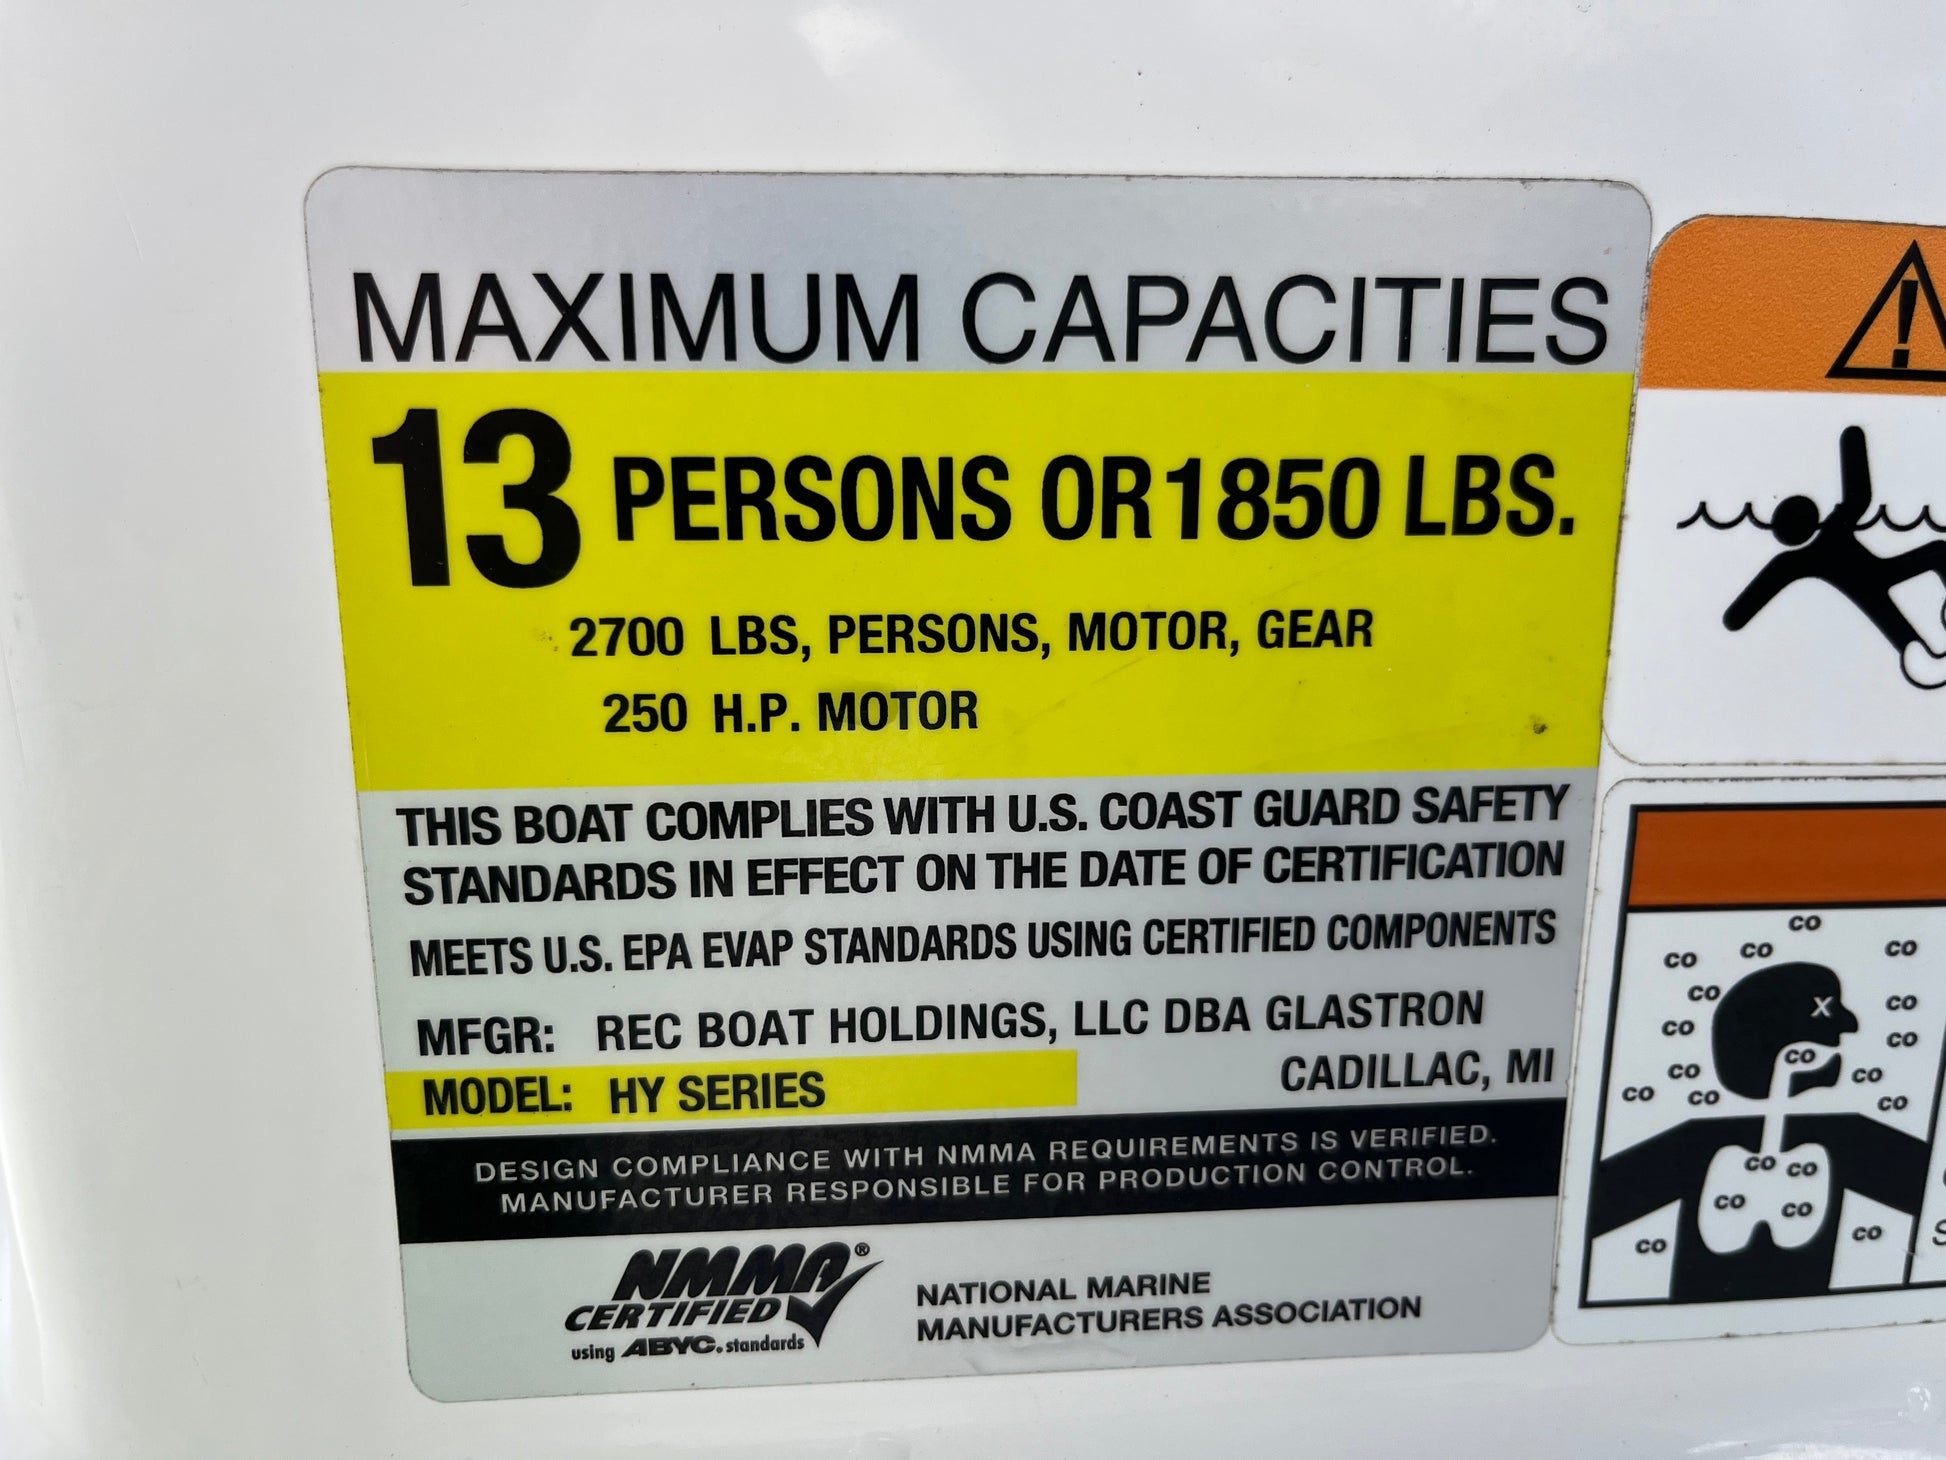 MAXIMUM CAPACITIES
13 PERSONS OR 1850 LBS.
2700 LBS, PERSONS, MOTOR, GEAR
250 H.P. MOTOR
THIS BOAT COMPLIES WITH U.S. COAST GUARD SAFETY
STANDARDS IN EFFECT ON THE DATE OF CERTIFICATION
MEETS U.S. EPA EVAP STANDARDS USING CERTIFIED COMPONENTS
MFGR: REC BOAT HOLDINGS, LLC DBA GLASTRON
CADILLAC, MI
MODEL: HY SERIES
DESIGN COMPLIANCE WITH NMMA REQUIREMENTS IS VERIFIED.
MANUFACTURER RESPONSIBLE FOR PRODUCTION CONTROL.
NMMA®
CERTIFIED
using ABYC. standards
NATIONAL MARINE
MANUFACTURERS ASSOCIATION
!
CO
CO CO CO
CO CO
CO X CO
CO CO
CO CO
CO CO CO
CO CO
CO CO
CO CO